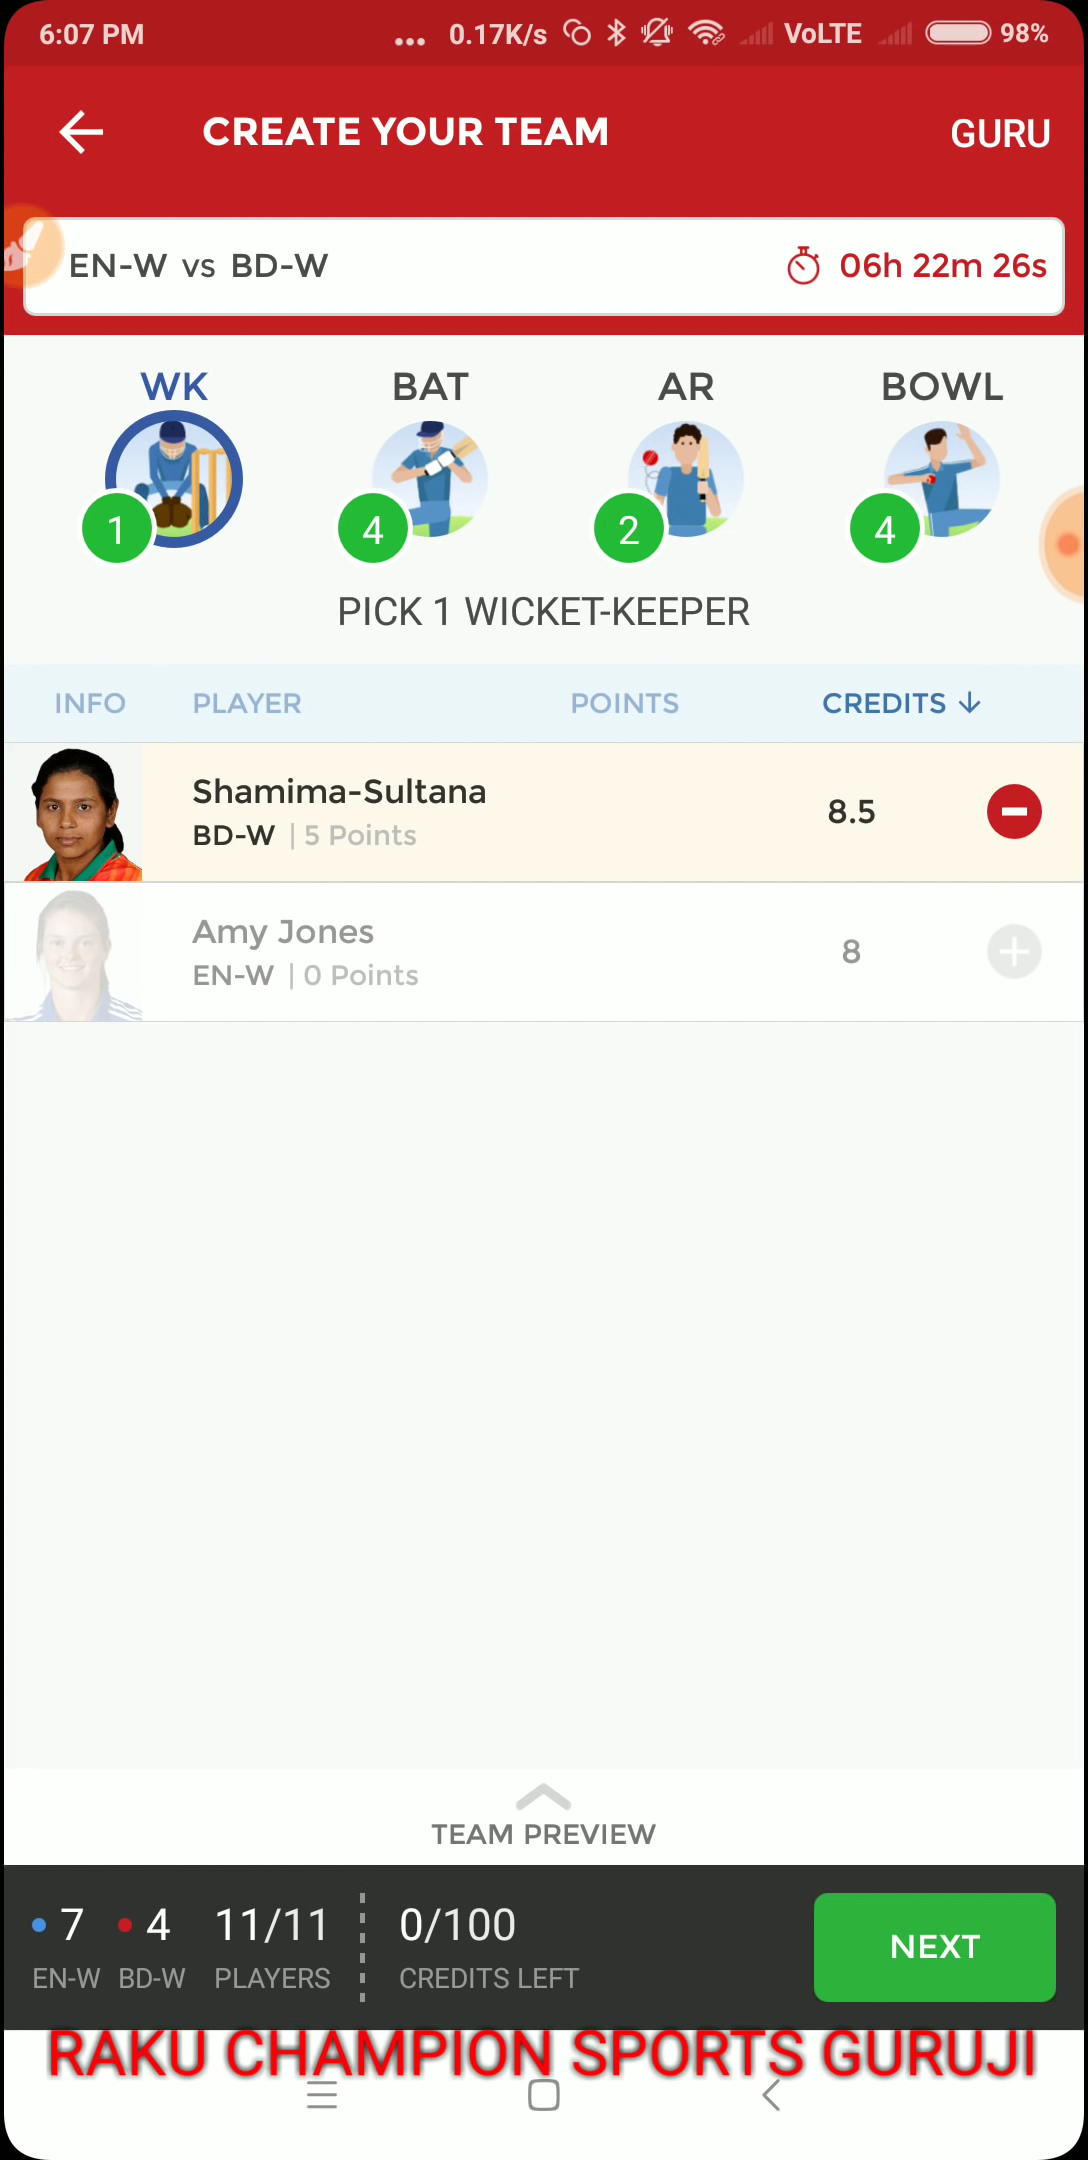 6:07 PM ... 0.17K/s VoLTE 98%
CREATE YOUR TEAM GURU
EN-W vs BD-W 06h 22m 26s
WK BAT AR BOWL
1 4 2 4
PICK 1 WICKET-KEEPER
INFO PLAYER POINTS CREDITS ↓
Shamima-Sultana
BD-W | 5 Points
8.5
Amy Jones
EN-W | 0 Points
8
TEAM PREVIEW
7 4 11/11 0/100
EN-W BD-W PLAYERS CREDITS LEFT
NEXT
RAKU CHAMPION SPORTS GURUJI